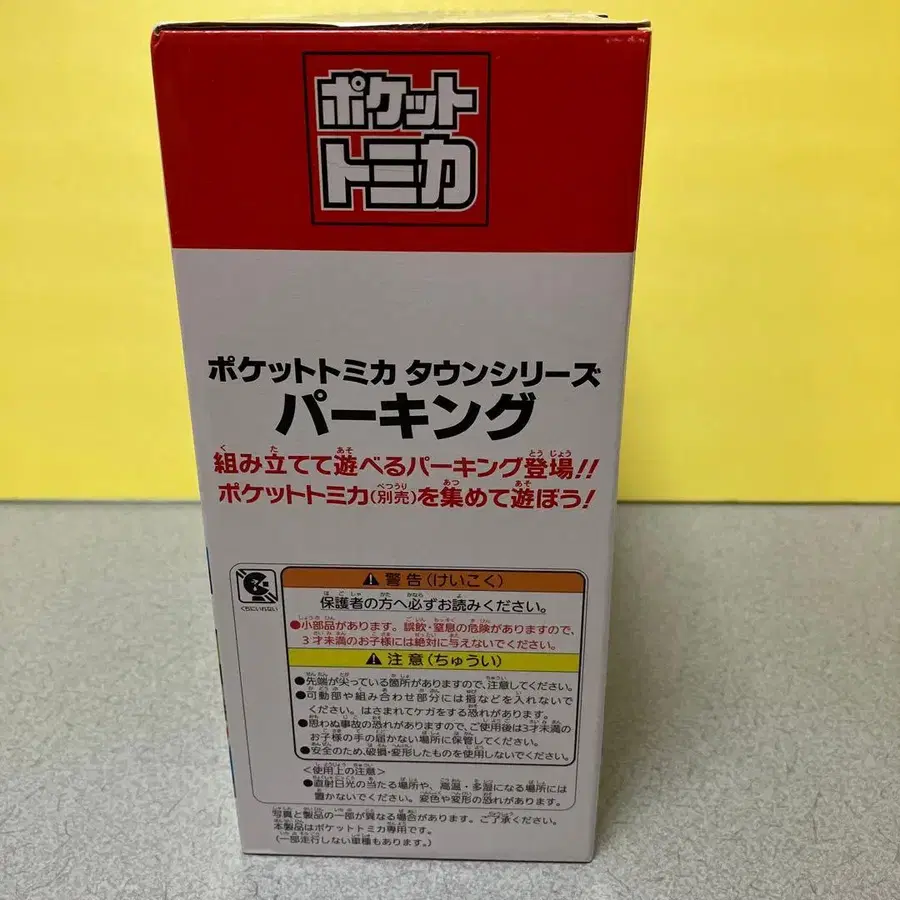 ポケット
トミカ
ポケットトミカ タウンシリーズ
パーキング
組み立てて遊べるパーキング登場!!
ポケットトミカ(別売)を集めて遊ぼう!
くちにいれない
⚠警告(けいこく)
保護者の方へ必ずお読みください。
●小部品があります。誤飲・窒息の危険がありますので、
3才未満のお子様には絶対に与えないでください。
⚠注意(ちゅうい)
●先端が尖っている箇所がありますので、注意してください。
●可動部や組み合わせ部分には指などを入れないで
ください。はさまれてケガをする恐れがあります。
●思わぬ事故の恐れがありますので、ご使用後は3才未満の
お子様の手の届かない場所に保管してください。
●安全のため、破損・変形したものを使用しないでください。
<使用上の注意>
●直射日光の当たる場所や、高温・多湿になる場所には
置かないでください。変色や変形の恐れがあります。
写真と製品の一部が異なる場合があります。ご了承ください。
本製品はポケットトミカ専用です。
(一部走行しない車種もあります。)